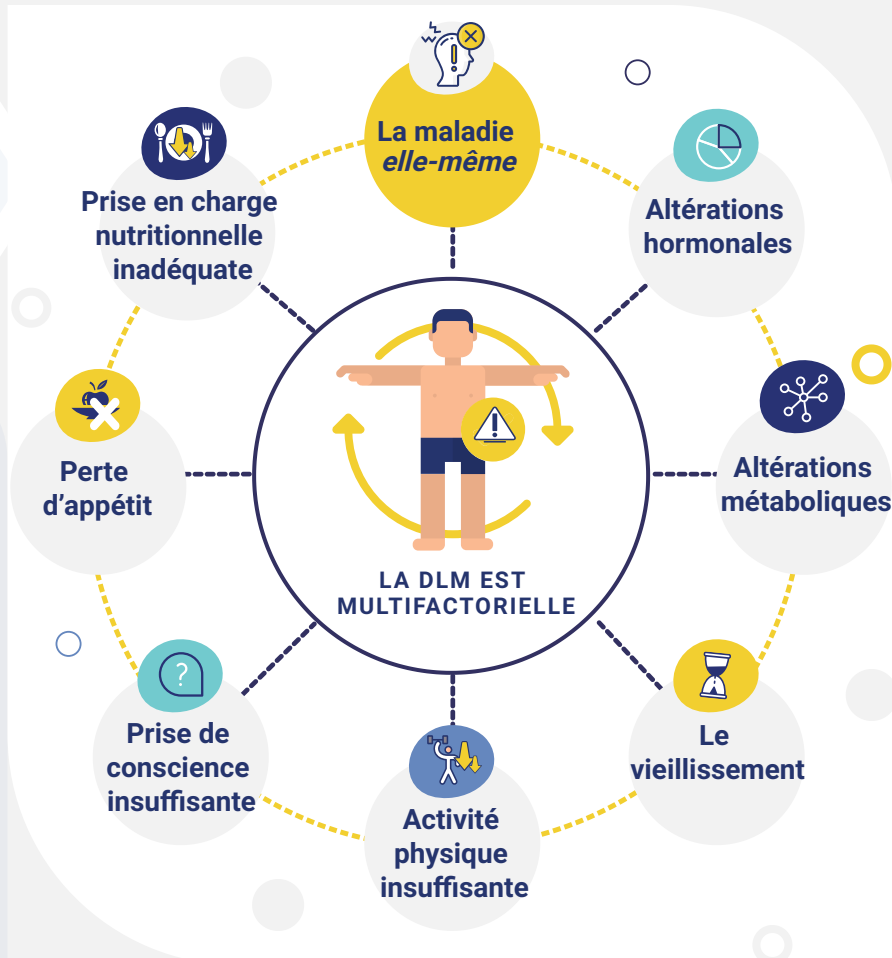 La maladie
elle-même
Altérations
hormonales
Altérations
métaboliques
Le
vieillissement
Activité
physique
insuffisante
Prise de
conscience
insuffisante
Perte
d’appétit
Prise en charge
nutritionnelle
inadéquate
LA DLM EST
MULTIFACTORIELLE
?